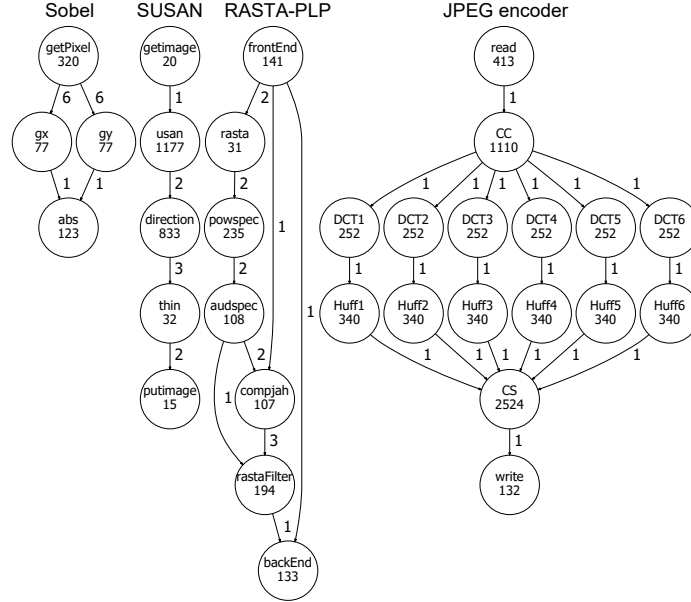 Sobel
SUSAN
RASTA-PLP
JPEG encoder
getPixel
320
6
6
gx
77
gy
77
1
1
abs
123
getimage
20
1
usan
1177
2
direction
833
3
thin
32
2
putimage
15
frontEnd
141
2
rasta
31
2
powspec
235
1
2
audspec
108
1
2
1
compjah
107
3
rastaFilter
194
1
backEnd
133
read
413
1
CC
1110
1
1
1
1
1
1
DCT1
252
DCT2
252
DCT3
252
DCT4
252
DCT5
252
DCT6
252
1
1
1
1
1
1
Huff1
340
Huff2
340
Huff3
340
Huff4
340
Huff5
340
Huff6
340
1
1
1
1
1
1
CS
2524
1
write
132